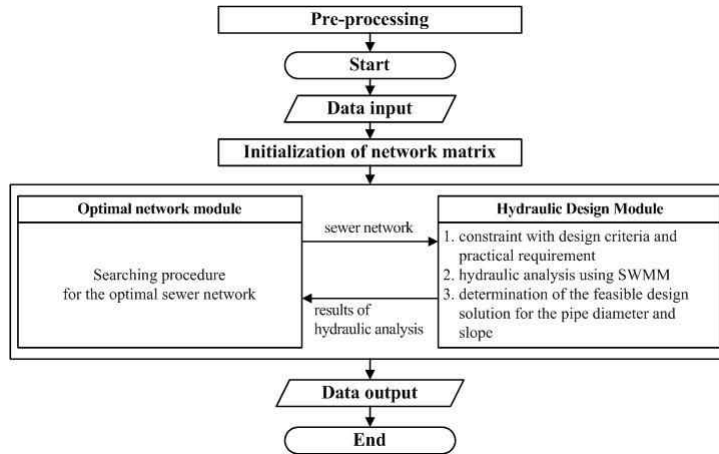 Pre-processing
Start
Data input
Initialization of network matrix
Optimal network module
Searching procedure
for the optimal sewer network
sewer network
results of
hydraulic analysis
Hydraulic Design Module
1. constraint with design criteria and
practical requirement
2. hydraulic analysis using SWMM
3. determination of the feasible design
solution for the pipe diameter and
slope
Data output
End